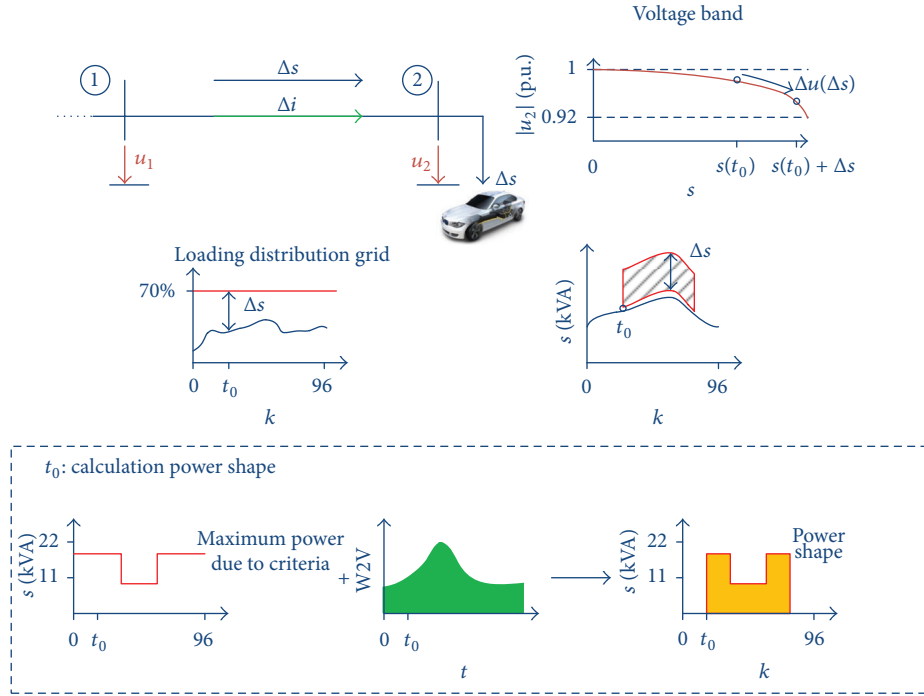 Voltage band
1
Δs
2
Δi
u₁
u₂
Δs
|u₂| (p.u.)
1
0.92
Δu(Δs)
0
s(t₀)
s(t₀) + Δs
s
Loading distribution grid
70%
Δs
0
t₀
96
k
s (kVA)
Δs
t₀
0
96
k
t₀: calculation power shape
s (kVA)
22
11
Maximum power
due to criteria
0
t₀
96
+
W2V
0
t₀
t
s (kVA)
22
11
Power
shape
0
t₀
96
k